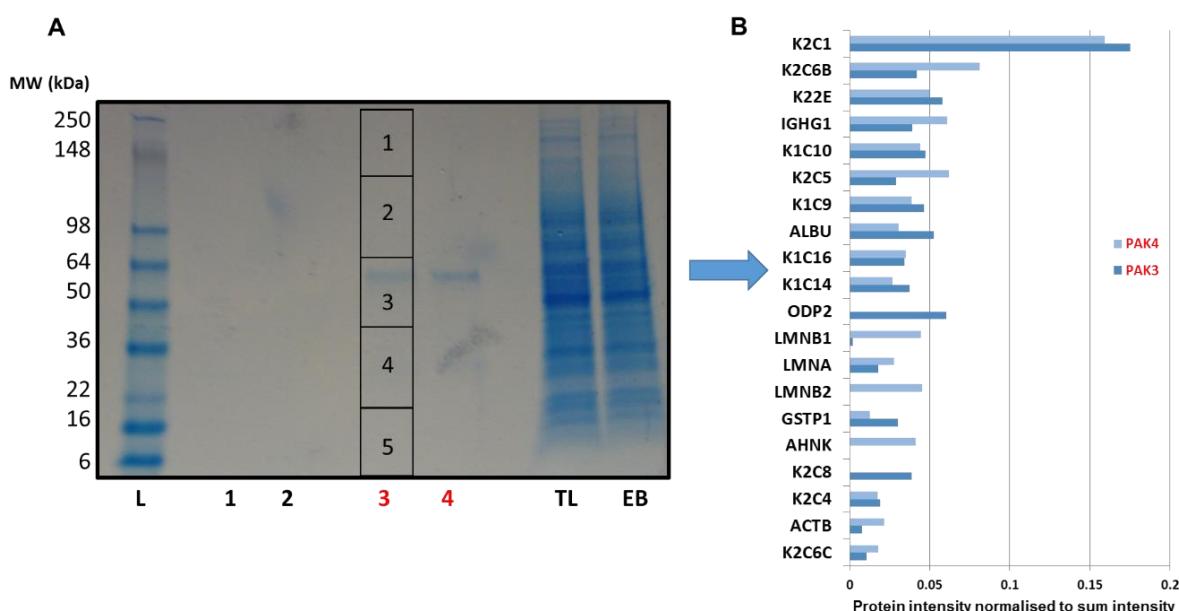 A
MW (kDa)
250
148
98
64
50
36
22
16
6
1
2
3
4
5
L 1 2 3 4 TL EB
B
K2C1
K2C6B
K22E
IGHG1
K1C10
K2C5
K1C9
ALBU
K1C16
K1C14
ODP2
LMNB1
LMNA
LMNB2
GSTP1
AHNK
K2C8
K2C4
ACTB
K2C6C
PAK4
PAK3
0 0.05 0.1 0.15 0.2
Protein intensity normalised to sum intensity